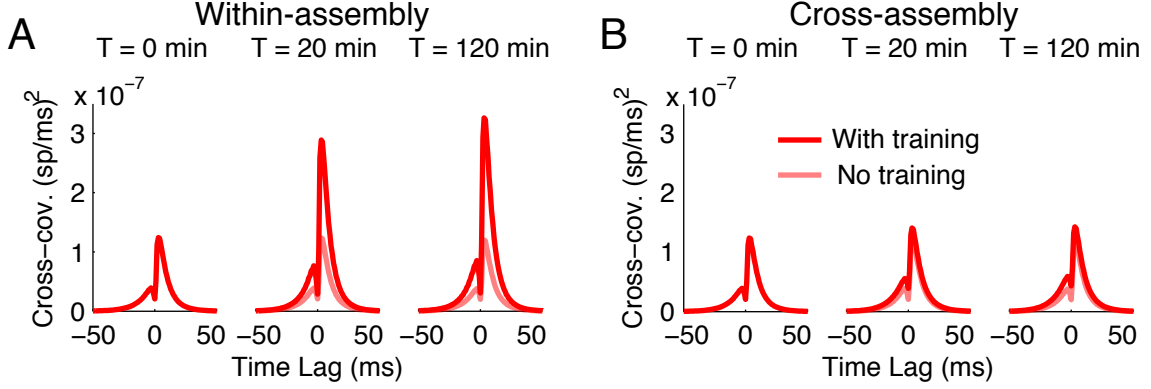 Within-assembly
Cross-assembly
A
B
T = 0 min
T = 20 min
T = 120 min
T = 0 min
T = 20 min
T = 120 min
x 10⁻⁷
x 10⁻⁷
Cross−cov. (sp/ms)²
Cross−cov. (sp/ms)²
3
2
1
0
3
2
1
0
With training
No training
−50 0 50
−50 0 50
−50 0 50
−50 0 50
−50 0 50
−50 0 50
Time Lag (ms)
Time Lag (ms)